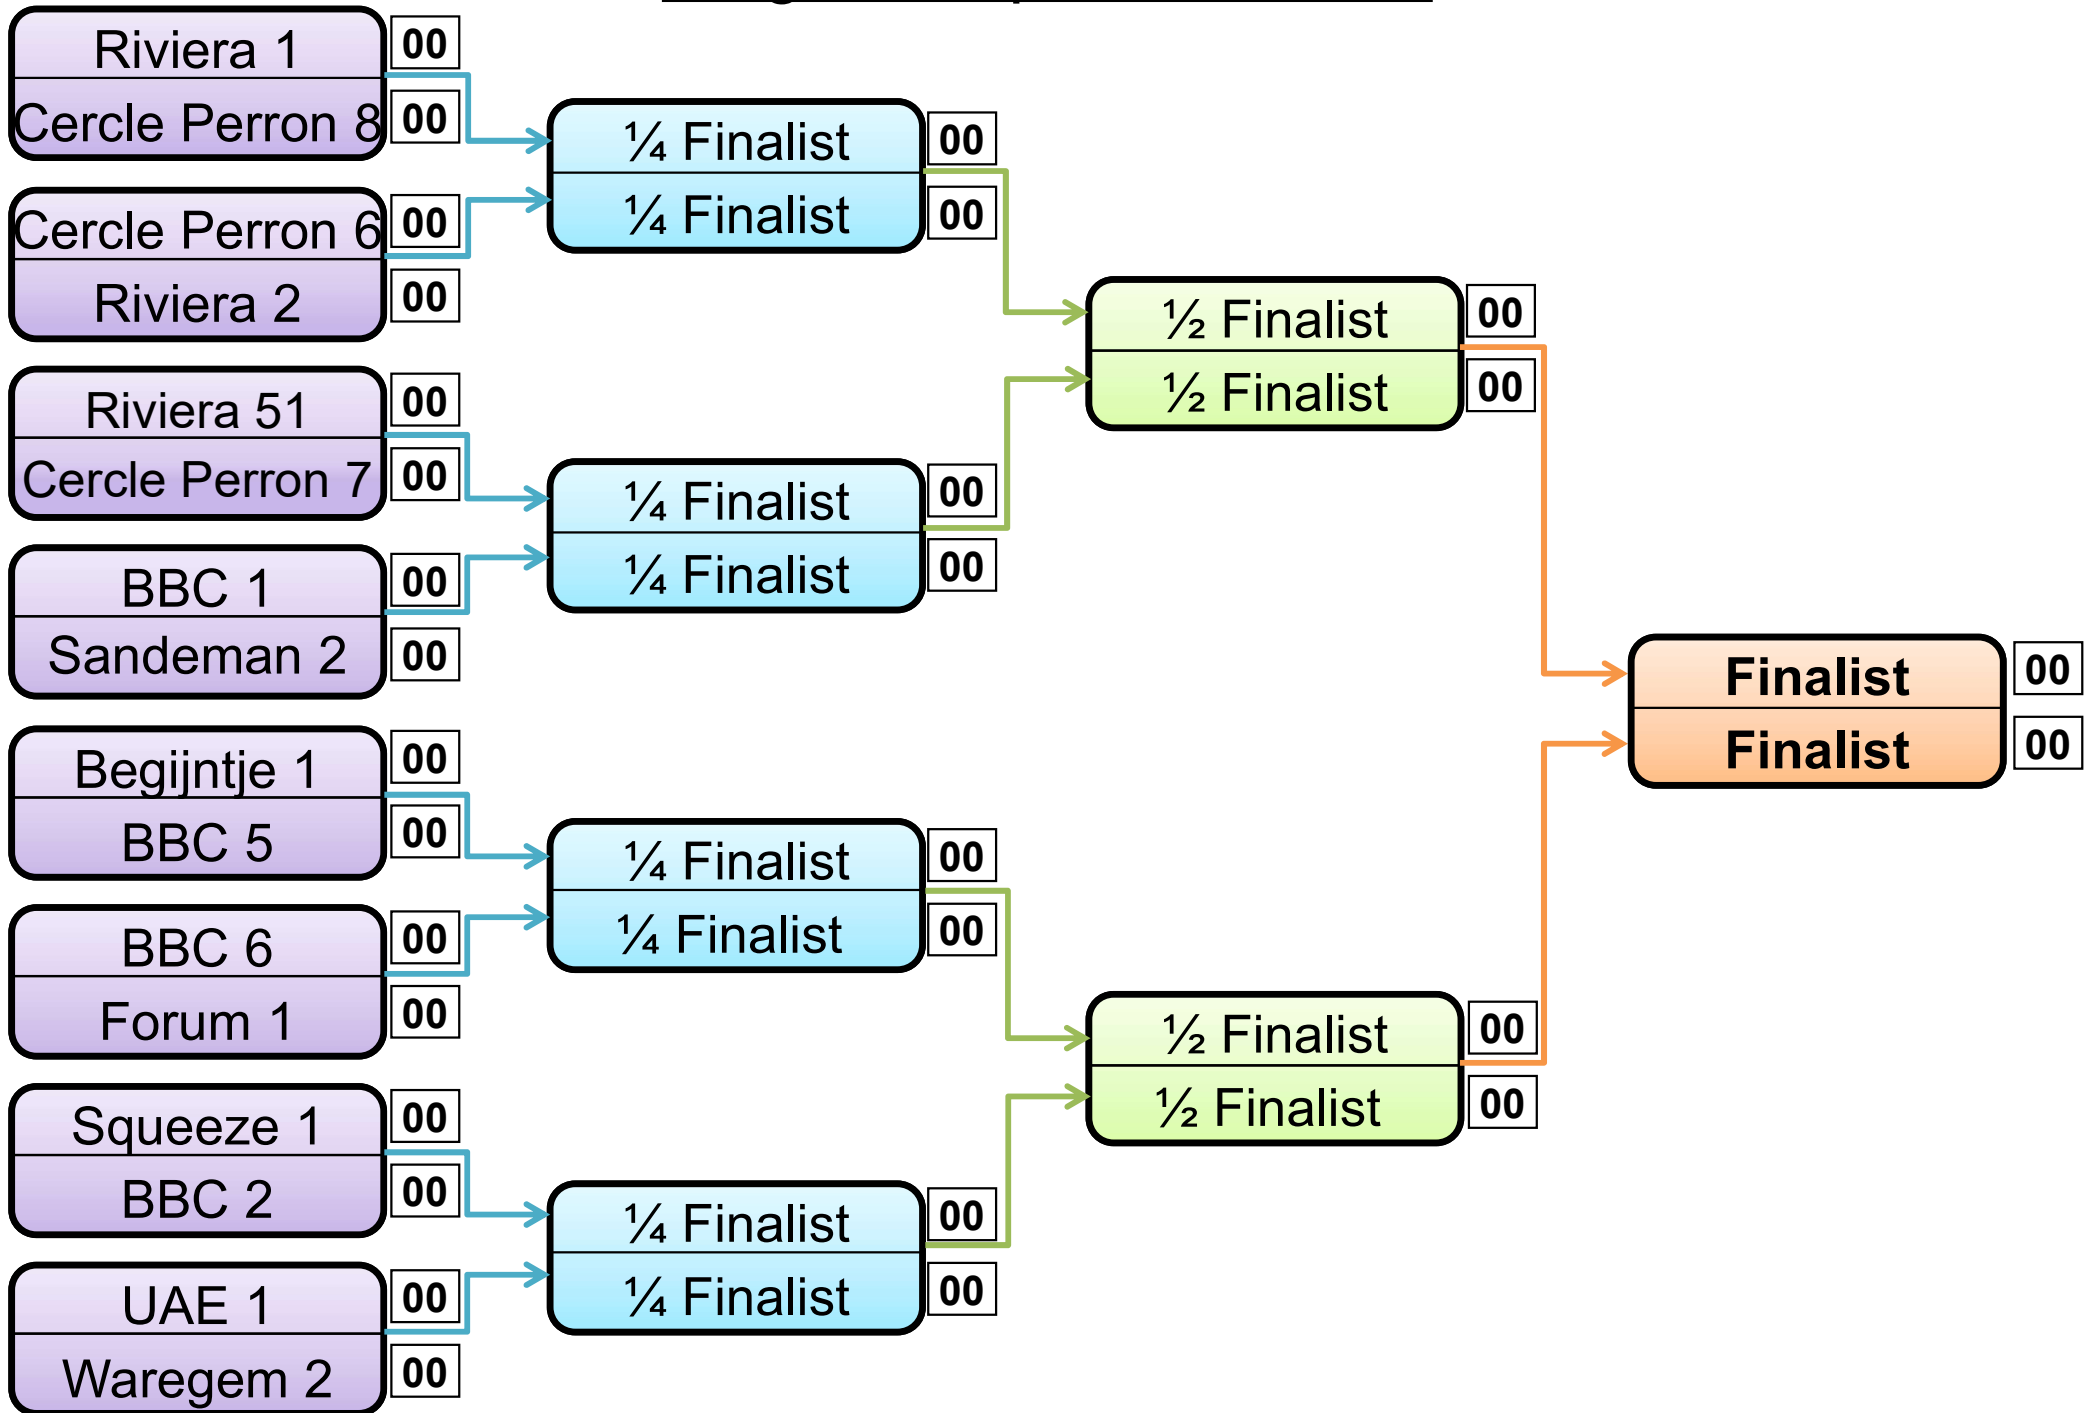 Riviera 1 00
Cercle Perron 8 00
Cercle Perron 6 00
Riviera 2 00
Riviera 51 00
Cercle Perron 7 00
BBC 1 00
Sandeman 2 00
Begijntje 1 00
BBC 5 00
BBC 6 00
Forum 1 00
Squeeze 1 00
BBC 2 00
UAE 1 00
Waregem 2 00
¼ Finalist 00
¼ Finalist 00
¼ Finalist 00
¼ Finalist 00
¼ Finalist 00
¼ Finalist 00
¼ Finalist 00
¼ Finalist 00
½ Finalist 00
½ Finalist 00
½ Finalist 00
½ Finalist 00
Finalist 00
Finalist 00